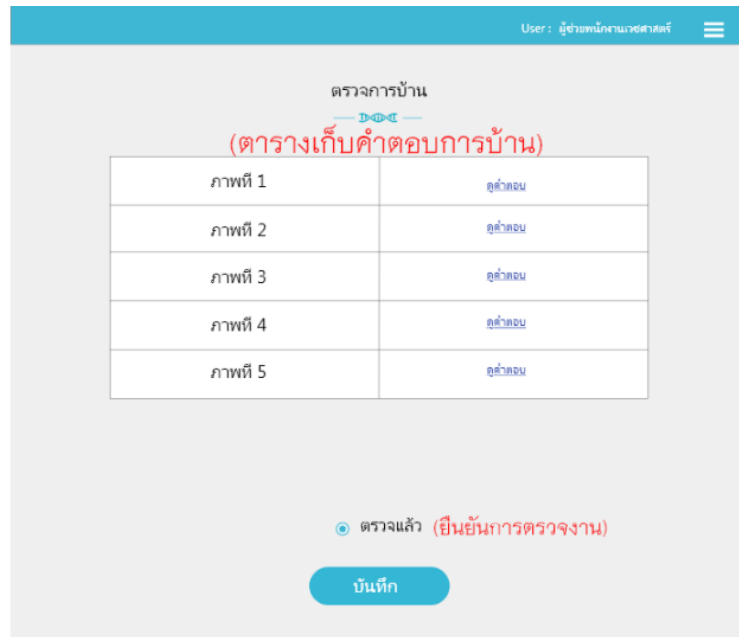 User : ผู้ช่วยพนักงานเวชศาสตร์
ตรวจการบ้าน
(ตารางเก็บคำตอบการบ้าน)
ภาพที่ 1 ดูคำตอบ
ภาพที่ 2 ดูคำตอบ
ภาพที่ 3 ดูคำตอบ
ภาพที่ 4 ดูคำตอบ
ภาพที่ 5 ดูคำตอบ
ตรวจแล้ว (ยืนยันการตรวจงาน)
บันทึก